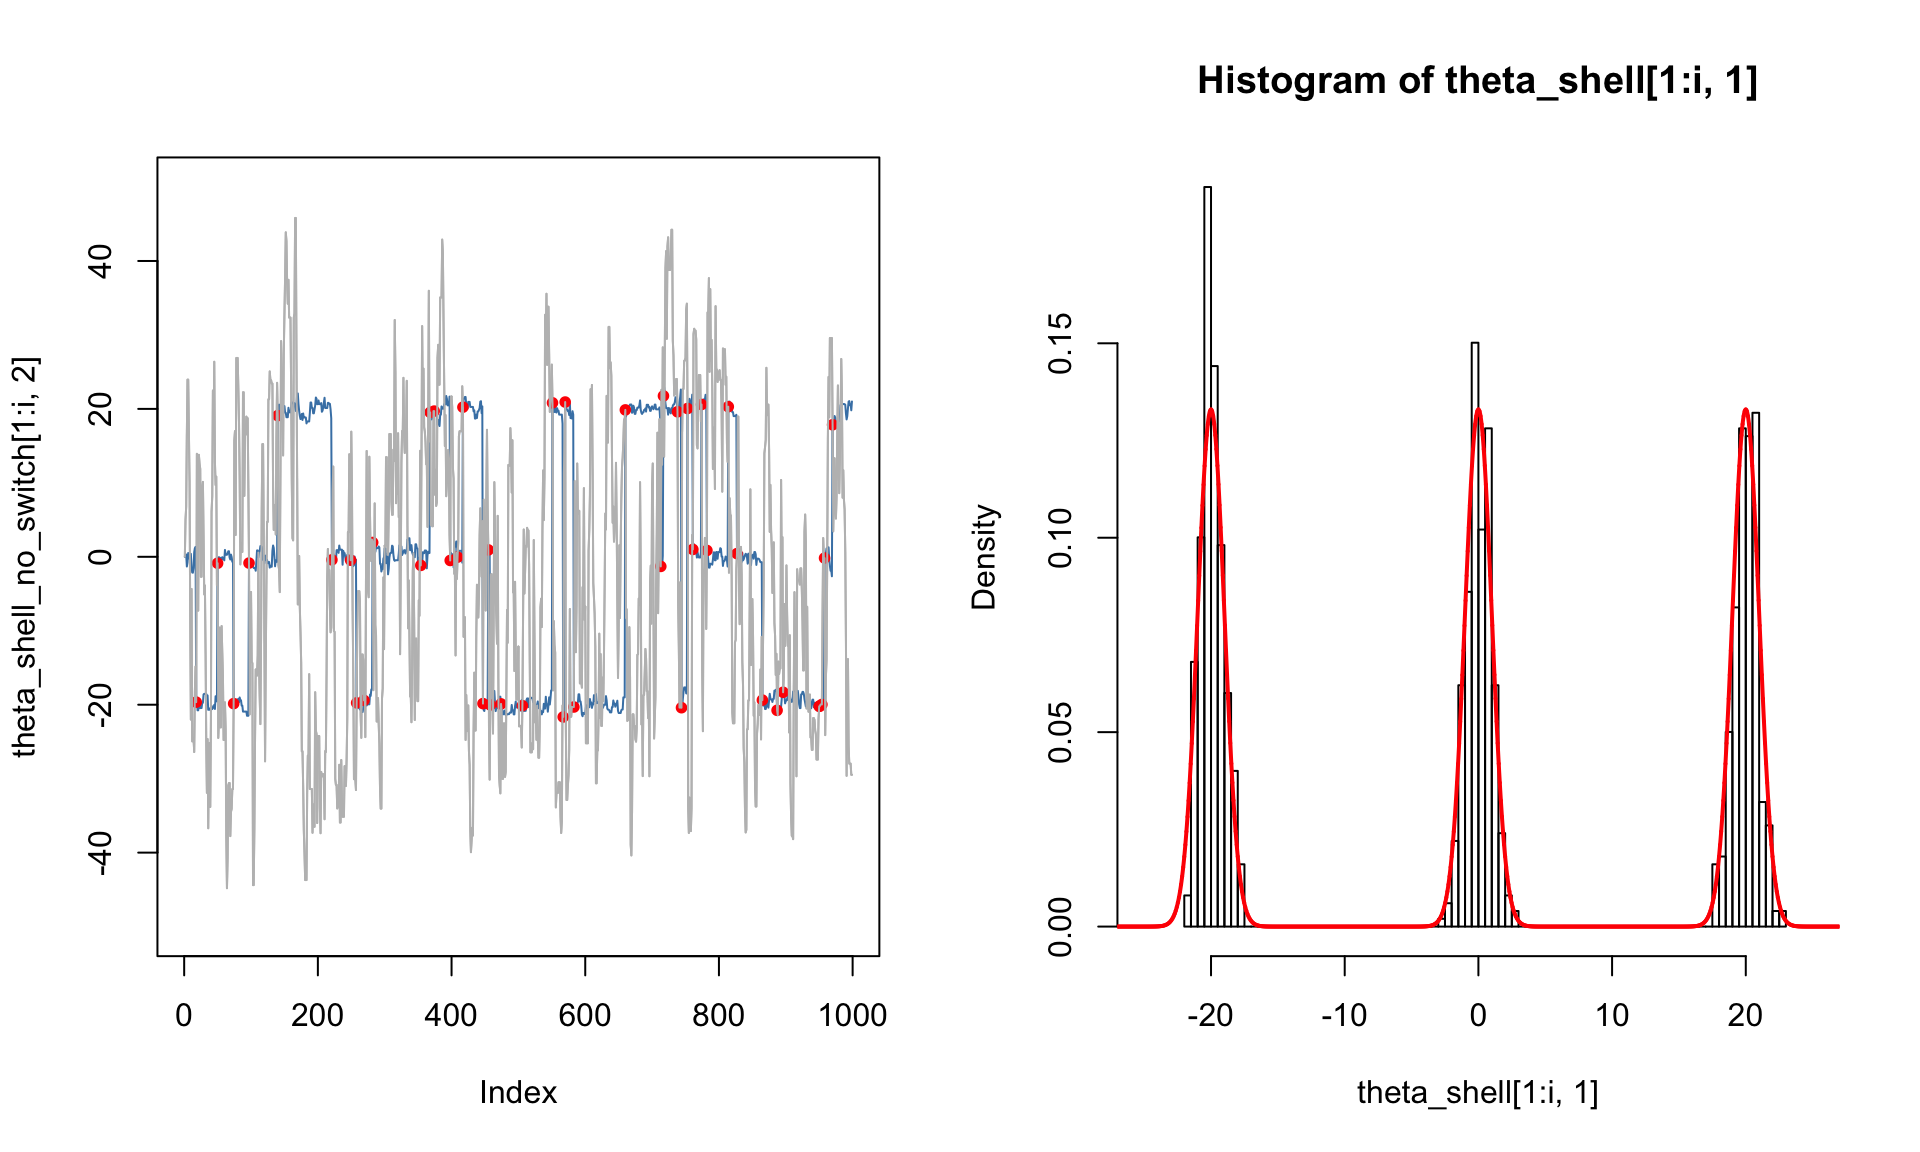 theta_shell_no_switch[1:i, 2]
40
20
0
-20
-40
0 200 400 600 800 1000
Index
Histogram of theta_shell[1:i, 1]
Density
0.15
0.10
0.05
0.00
-20 -10 0 10 20
theta_shell[1:i, 1]